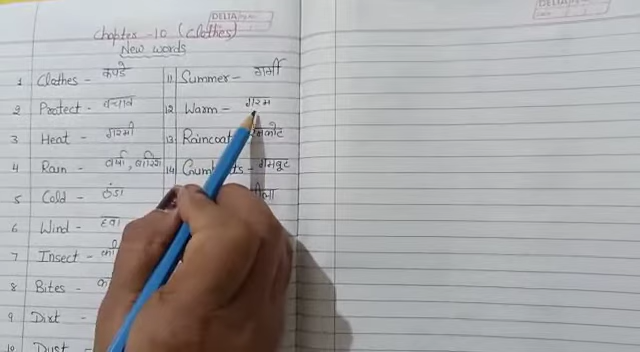 DELTA
DELTA
Chapter - 10 (Clothes)
New words
1 Clothes - कपडे
2 Protect - बचाव
3 Heat - गरमी
4 Rain - वर्षा, बारिश
5 Cold - ठंडा
6 Wind - हवा
7 Insect -
8 Bites -
9 Dirt -
10 Dust -
11 Summer - गर्मी
12 Warm - गरम
13 Raincoat
14 - गमबूट